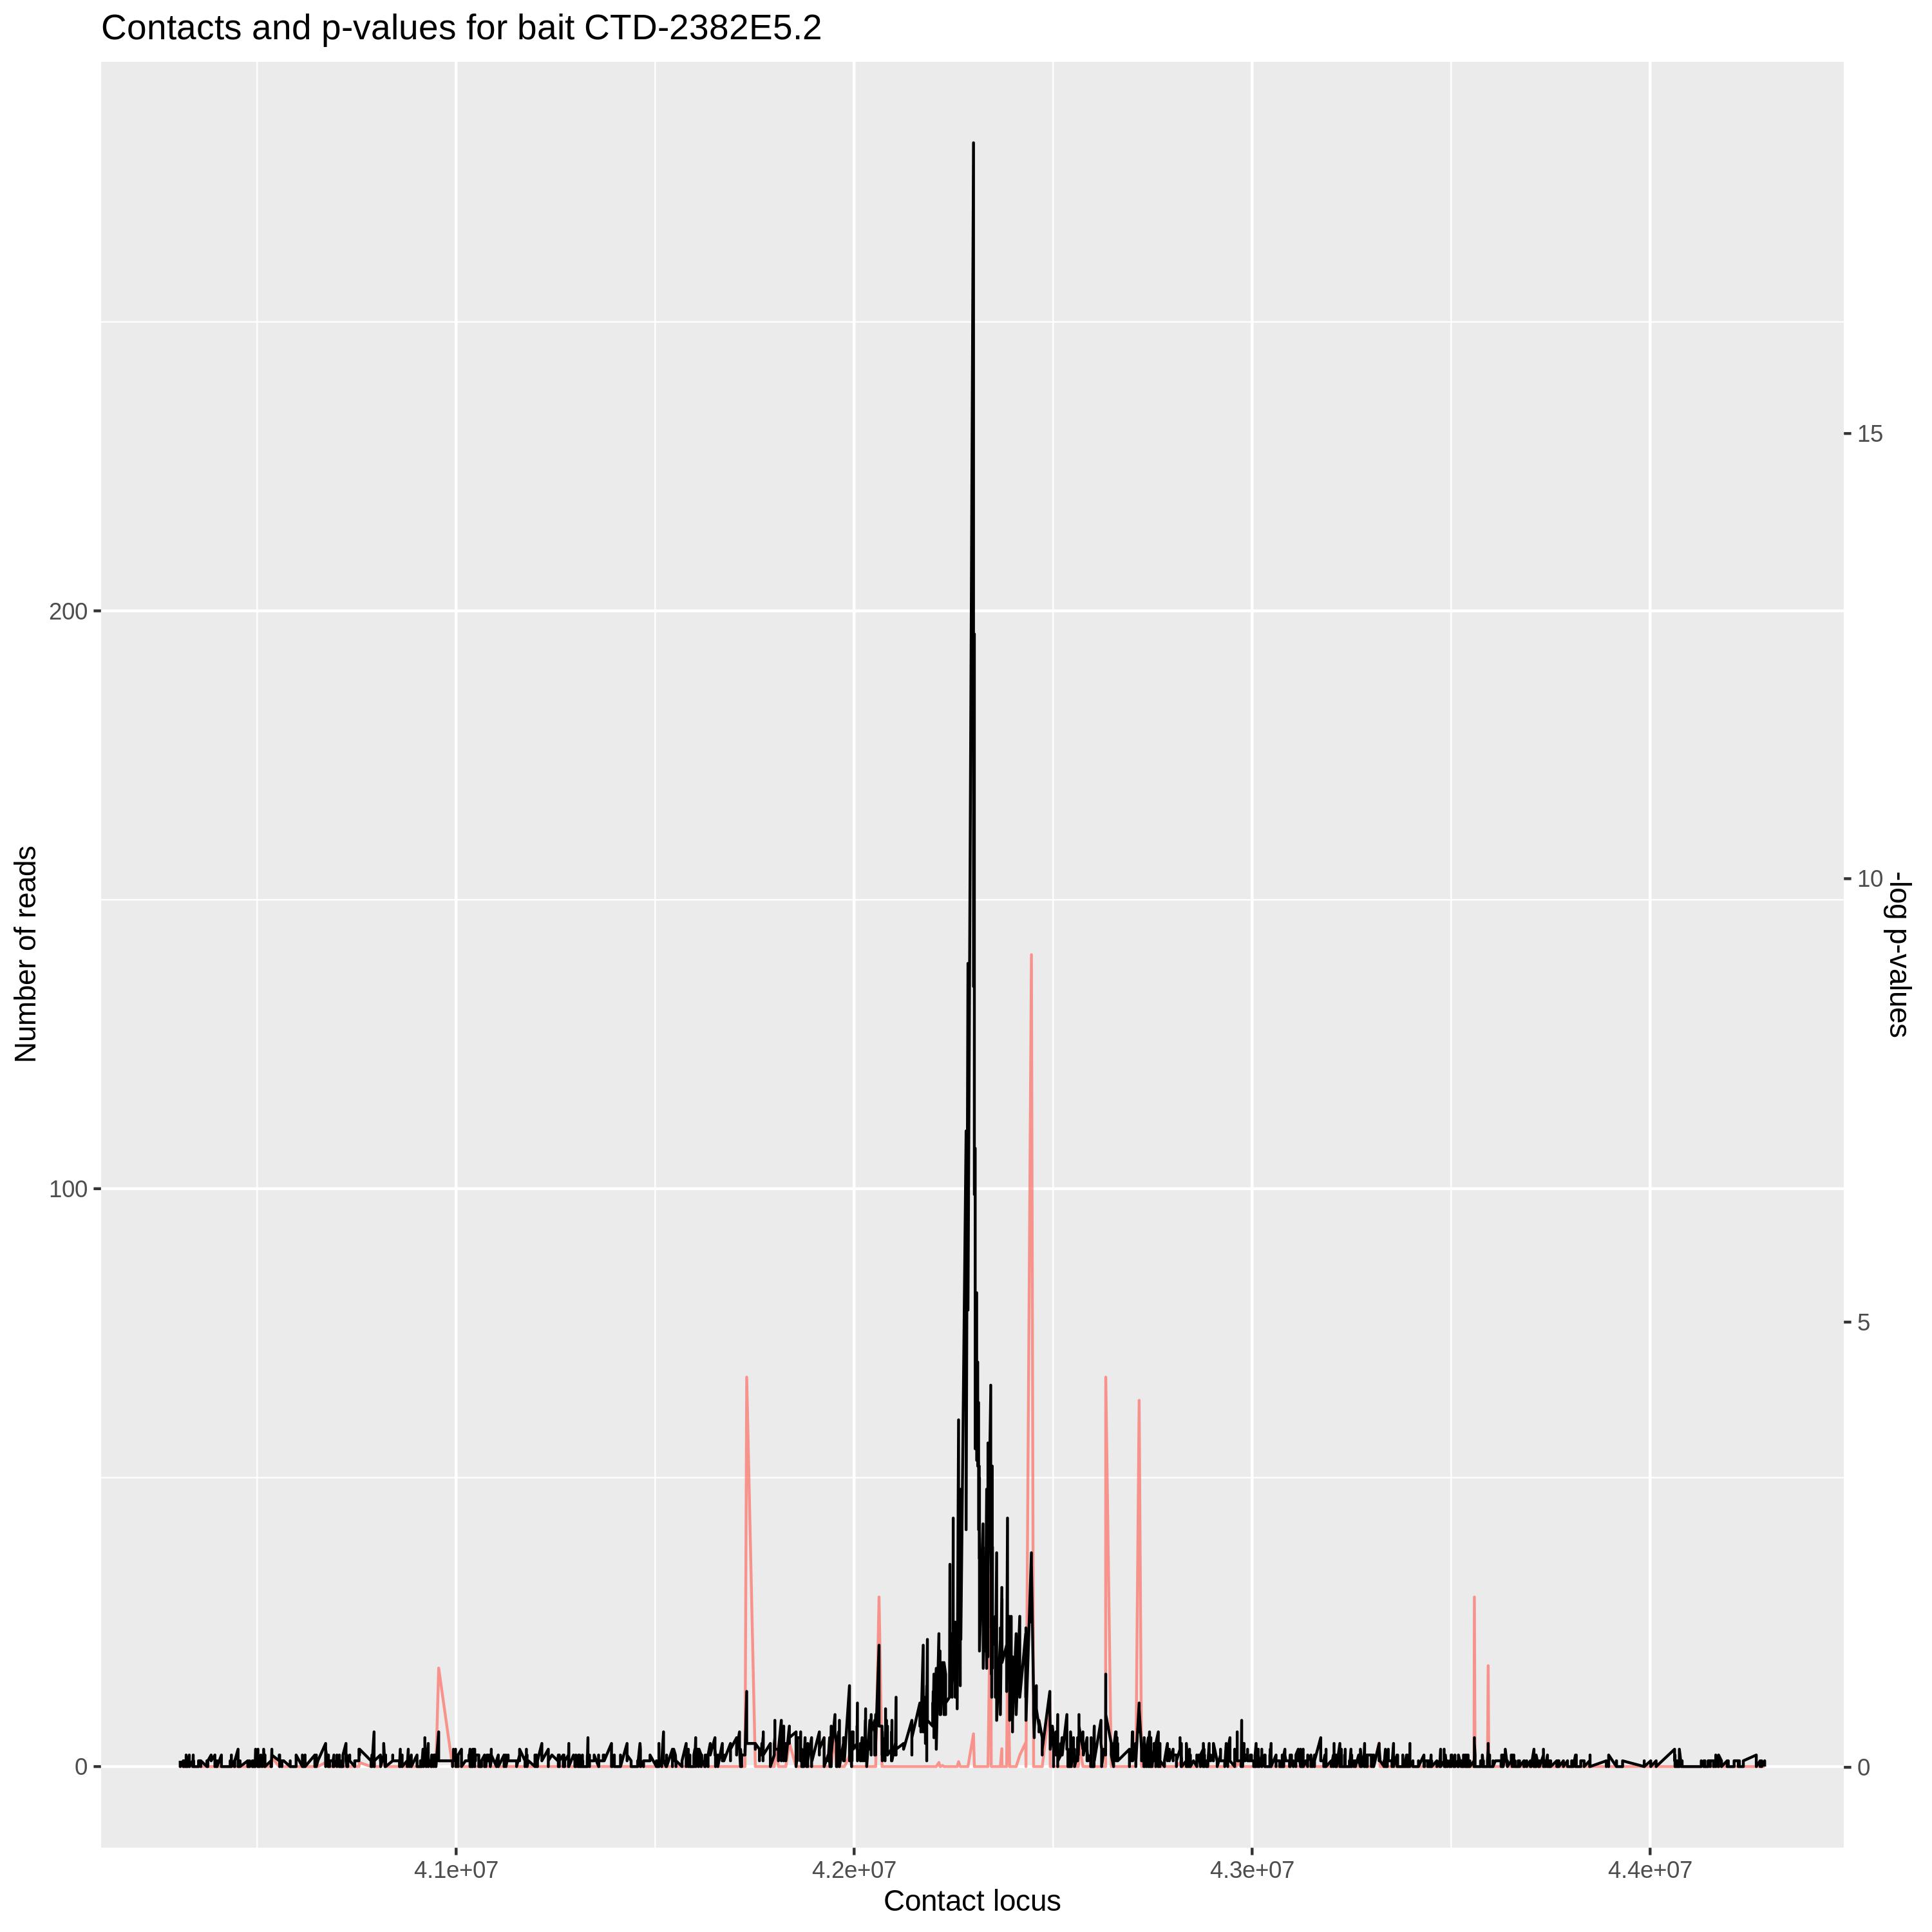 Contacts and p-values for bait CTD-2382E5.2
Number of reads
200
100
0
15
10
5
0
-log p-values
4.1e+07
4.2e+07
4.3e+07
4.4e+07
Contact locus